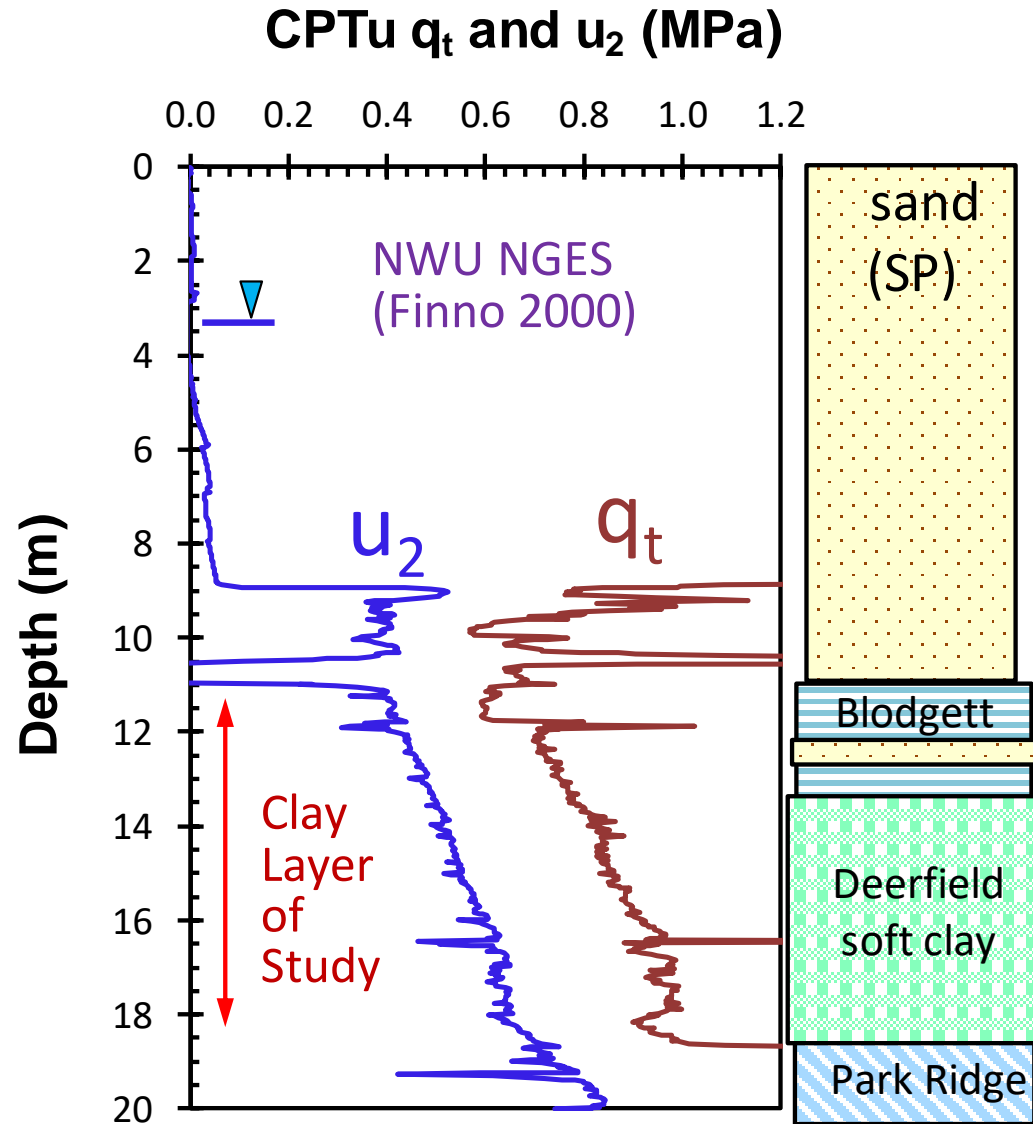 CPTu qt and u2 (MPa)
0.0 0.2 0.4 0.6 0.8 1.0 1.2
0
2
4
6
8
10
12
14
16
18
20
Depth (m)
NWU NGES
(Finno 2000)
u2
qt
Clay
Layer
of
Study
sand
(SP)
Blodgett
Deerfield
soft clay
Park Ridge